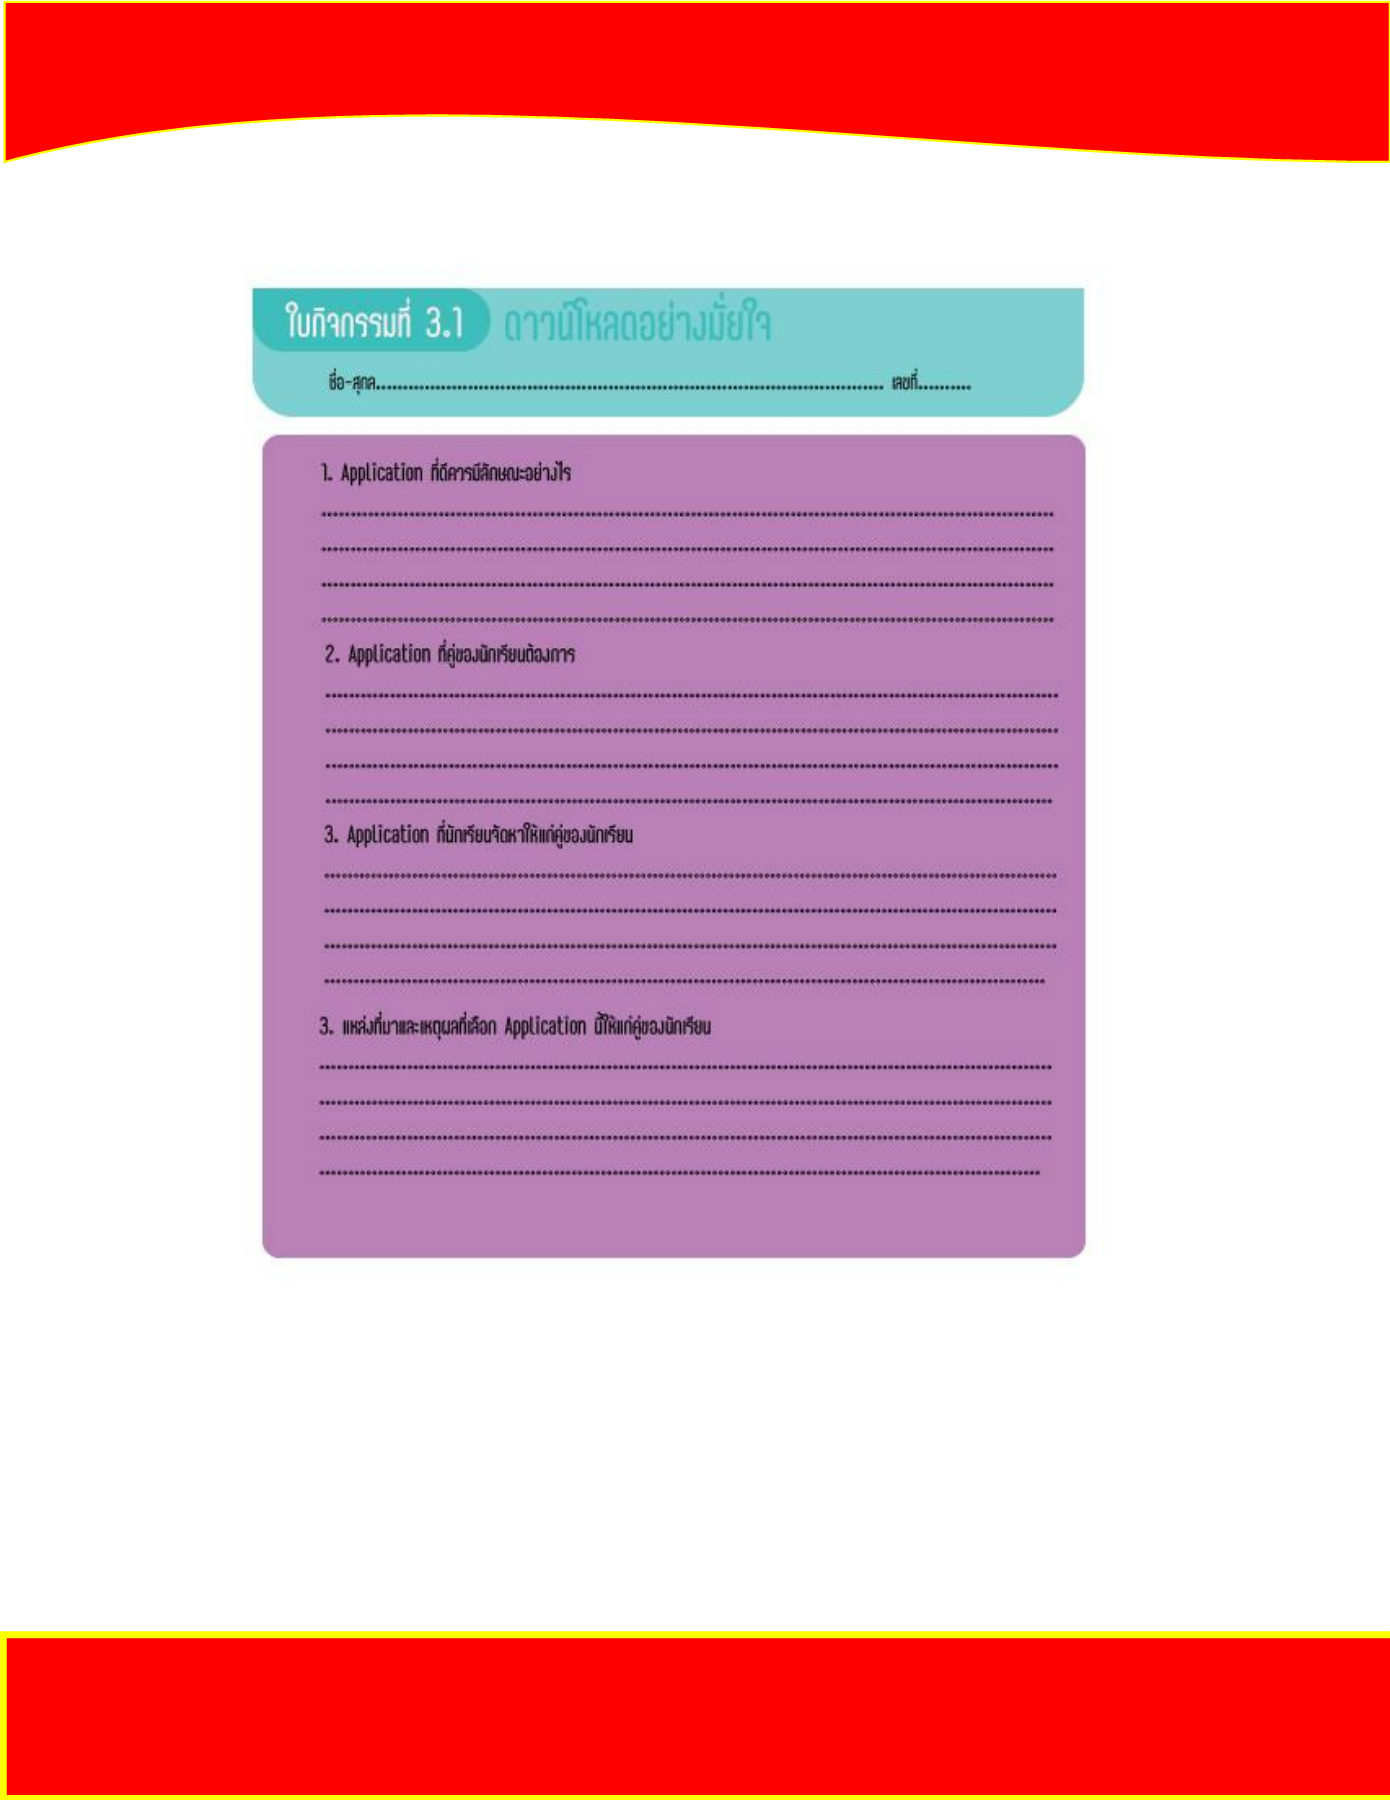 ใบกิจกรรมที่ 3.1 ดาวน์โหลดอย่างมั่ยใจ
ชื่อ-สุกล.......................................................................................... เลขที่..........
1. Application ที่ดีควรมีลักษณะอย่างไร
2. Application ที่คู่ของนักเรียนต้องการ
3. Application ที่นักเรียนจัดหาให้แก่คู่ของนักเรียน
3. แหล่งที่มาและเหตุผลที่เลือก Application นี้ให้แก่คู่ของนักเรียน